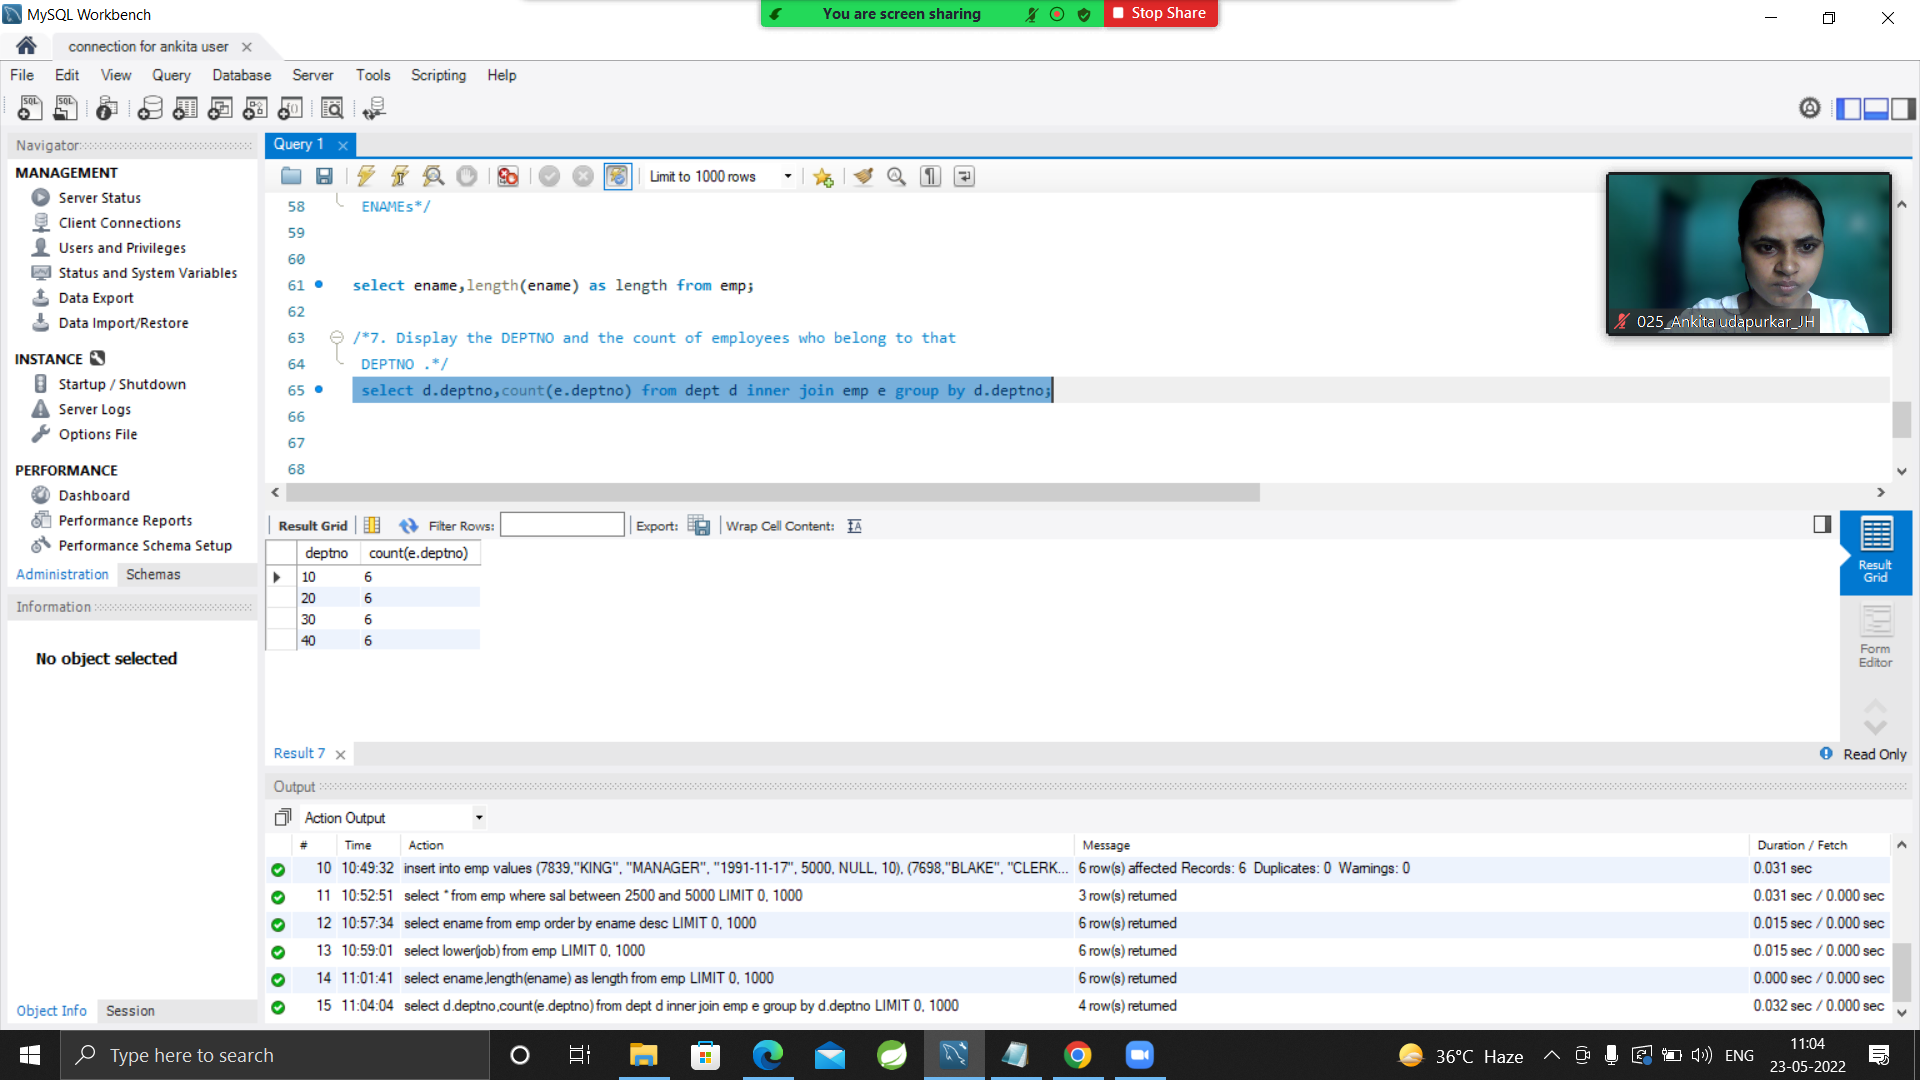 MySQL Workbench
You are screen sharing
Stop Share
connection for ankita user
File Edit View Query Database Server Tools Scripting Help
Navigator
MANAGEMENT
Server Status
Client Connections
Users and Privileges
Status and System Variables
Data Export
Data Import/Restore
INSTANCE
Startup / Shutdown
Server Logs
Options File
PERFORMANCE
Dashboard
Performance Reports
Performance Schema Setup
Administration Schemas
Information
No object selected
Object Info Session
Query 1
Limit to 1000 rows
58 ENAMEs*/
59
60
61 select ename,length(ename) as length from emp;
62
63 /*7. Display the DEPTNO and the count of employees who belong to that
64 DEPTNO .*/
65 select d.deptno,count(e.deptno) from dept d inner join emp e group by d.deptno;
66
67
68
025_Ankita udapurkar_JH
Result Grid Filter Rows: Export: Wrap Cell Content:
deptno count(e.deptno)
10 6
20 6
30 6
40 6
Result Grid
Form Editor
Result 7
Read Only
Output
Action Output
# Time Action Message Duration / Fetch
10 10:49:32 insert into emp values (7839,"KING", "MANAGER", "1991-11-17", 5000, NULL, 10), (7698,"BLAKE", "CLERK... 6 row(s) affected Records: 6 Duplicates: 0 Warnings: 0 0.031 sec
11 10:52:51 select * from emp where sal between 2500 and 5000 LIMIT 0, 1000 3 row(s) returned 0.031 sec / 0.000 sec
12 10:57:34 select ename from emp order by ename desc LIMIT 0, 1000 6 row(s) returned 0.015 sec / 0.000 sec
13 10:59:01 select lower(job) from emp LIMIT 0, 1000 6 row(s) returned 0.015 sec / 0.000 sec
14 11:01:41 select ename,length(ename) as length from emp LIMIT 0, 1000 6 row(s) returned 0.000 sec / 0.000 sec
15 11:04:04 select d.deptno,count(e.deptno) from dept d inner join emp e group by d.deptno LIMIT 0, 1000 4 row(s) returned 0.032 sec / 0.000 sec
Type here to search
36°C Haze
ENG
11:04
23-05-2022